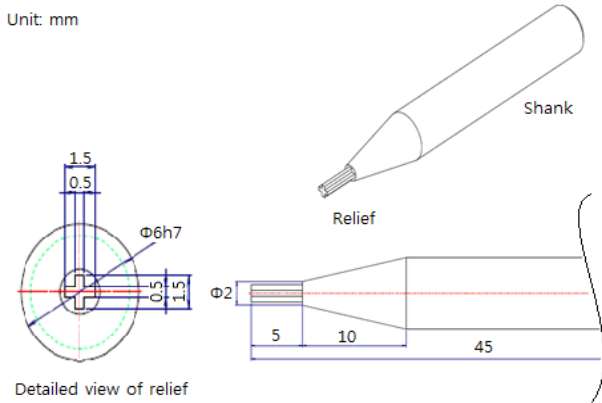 Unit: mm
Shank
1.5
0.5
Relief
Φ6h7
0.5
1.5
Φ2
5
10
45
Detailed view of relief